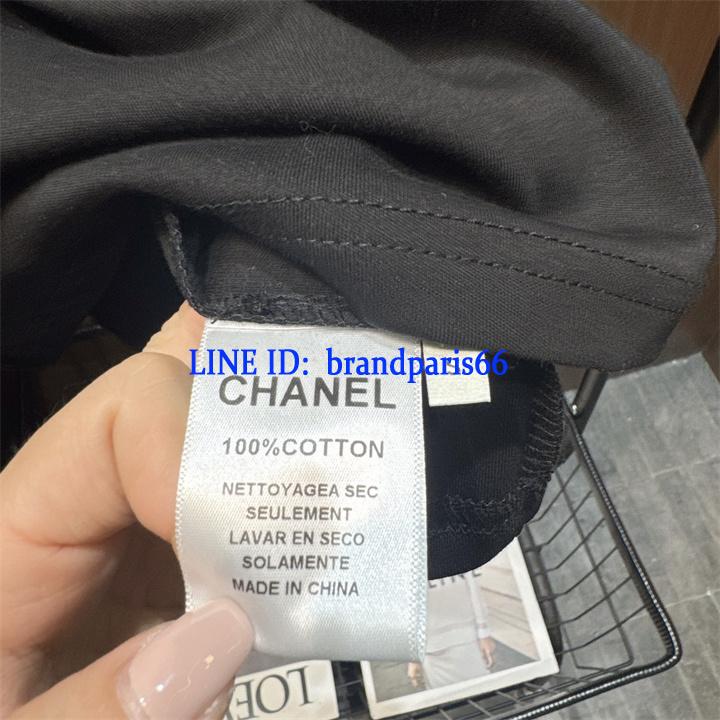 LINE ID: brandparis66
CHANEL
100%COTTON
NETTOYAGEA SEC
SEULEMENT
LAVAR EN SECO
SOLAMENTE
MADE IN CHINA